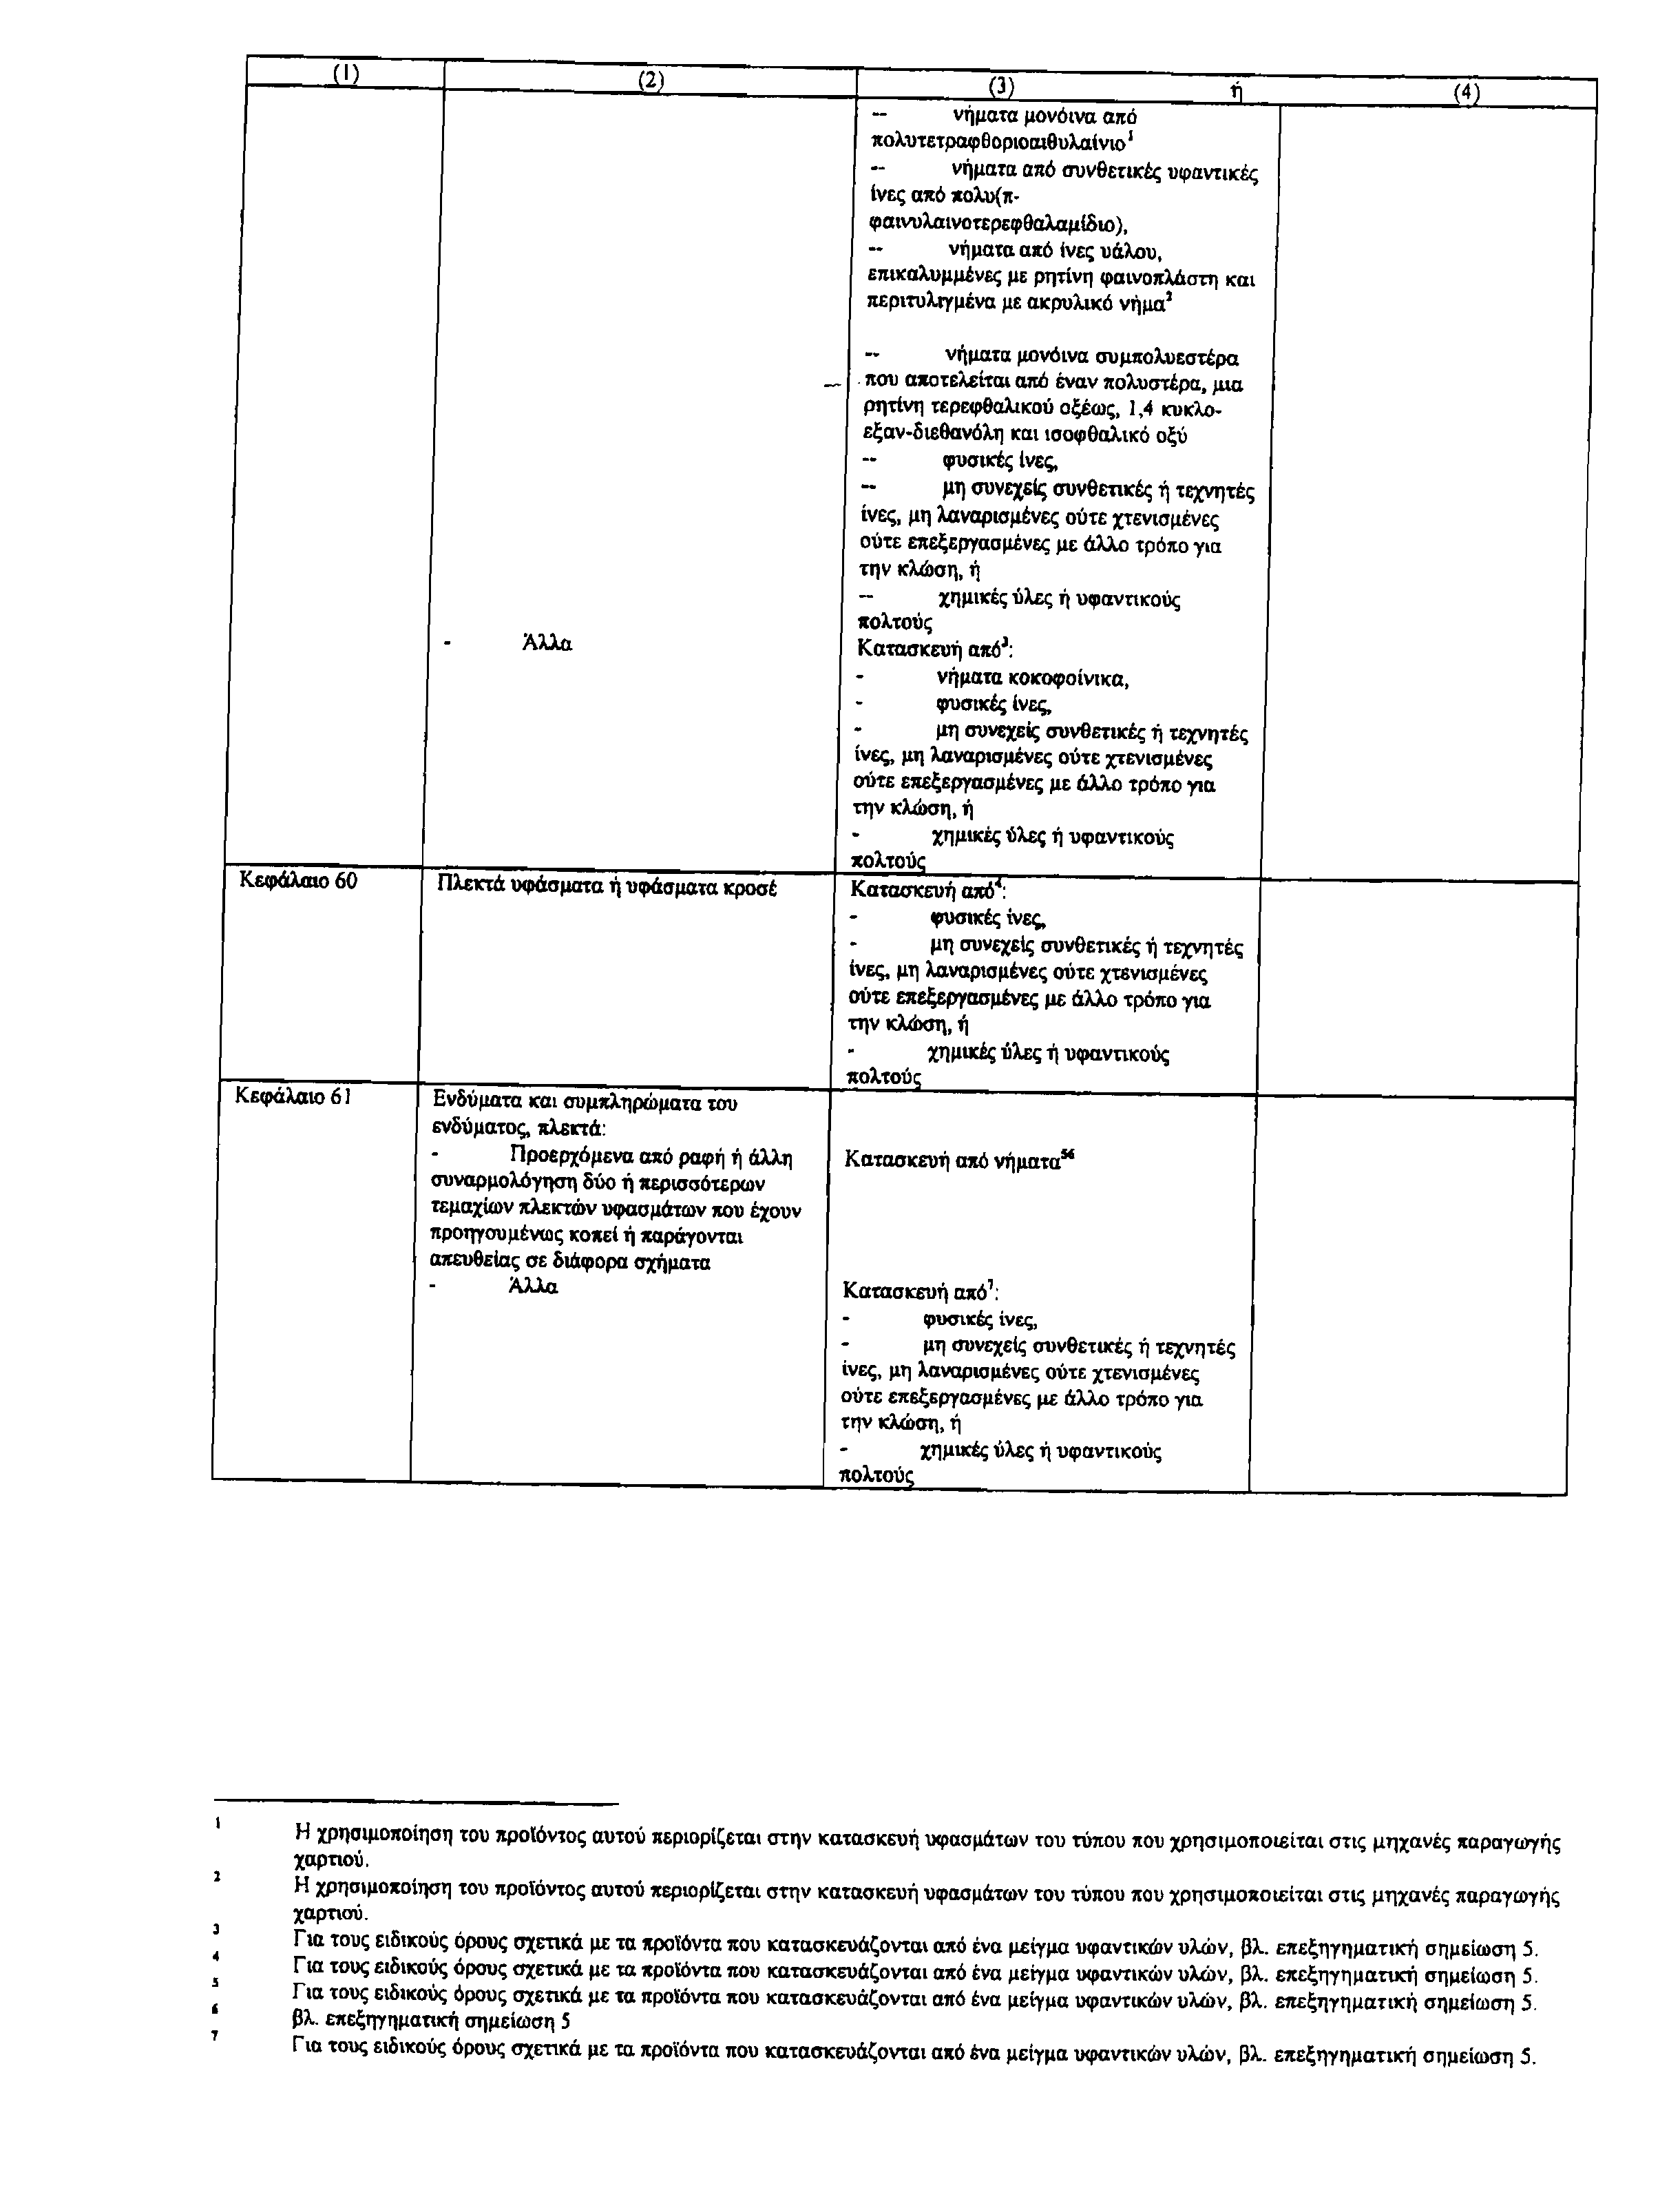 (1) (2) (3) ή (4)
-- νήματα μονόινα από
πολυτετραφθοριοαιθυλαίνιο¹
-- νήματα από συνθετικές υφαντικές
ίνες από πολυ(π-
φαινυλαινοτερεφθαλαμίδιο),
-- νήματα από ίνες υάλου,
επικαλυμμένες με ρητίνη φαινοπλάστη και
περιτυλιγμένα με ακρυλικό νήμα²
-- νήματα μονόινα συμπολυεστέρα
που αποτελείται από έναν πολυστέρα, μια
ρητίνη τερεφθαλικού οξέως, 1,4 κυκλο-
εξαν-διεθανόλη και ισοφθαλικό οξύ
-- φυσικές ίνες,
-- μη συνεχείς συνθετικές ή τεχνητές
ίνες, μη λαναρισμένες ούτε χτενισμένες
ούτε επεξεργασμένες με άλλο τρόπο για
την κλώση, ή
-- χημικές ύλες ή υφαντικούς
πολτούς
- Άλλα
Κατασκευή από³:
- νήματα κοκοφοίνικα,
- φυσικές ίνες,
- μη συνεχείς συνθετικές ή τεχνητές
ίνες, μη λαναρισμένες ούτε χτενισμένες
ούτε επεξεργασμένες με άλλο τρόπο για
την κλώση, ή
- χημικές ύλες ή υφαντικούς
πολτούς
Κεφάλαιο 60
Πλεκτά υφάσματα ή υφάσματα κροσέ
Κατασκευή από⁴:
- φυσικές ίνες,
- μη συνεχείς συνθετικές ή τεχνητές
ίνες, μη λαναρισμένες ούτε χτενισμένες
ούτε επεξεργασμένες με άλλο τρόπο για
την κλώση, ή
- χημικές ύλες ή υφαντικούς
πολτούς
Κεφάλαιο 61
Ενδύματα και συμπληρώματα του
ενδύματος, πλεκτά:
- Προερχόμενα από ραφή ή άλλη
συναρμολόγηση δύο ή περισσότερων
τεμαχίων πλεκτών υφασμάτων που έχουν
προηγουμένως κοπεί ή παράγονται
απευθείας σε διάφορα σχήματα
Κατασκευή από νήματα⁵⁶
- Άλλα
Κατασκευή από⁷:
- φυσικές ίνες,
- μη συνεχείς συνθετικές ή τεχνητές
ίνες, μη λαναρισμένες ούτε χτενισμένες
ούτε επεξεργασμένες με άλλο τρόπο για
την κλώση, ή
- χημικές ύλες ή υφαντικούς
πολτούς
1 Η χρησιμοποίηση του προϊόντος αυτού περιορίζεται στην κατασκευή υφασμάτων του τύπου που χρησιμοποιείται στις μηχανές παραγωγής
χαρτιού.
2 Η χρησιμοποίηση του προϊόντος αυτού περιορίζεται στην κατασκευή υφασμάτων του τύπου που χρησιμοποιείται στις μηχανές παραγωγής
χαρτιού.
3 Για τους ειδικούς όρους σχετικά με τα προϊόντα που κατασκευάζονται από ένα μείγμα υφαντικών υλών, βλ. επεξηγηματική σημείωση 5.
4 Για τους ειδικούς όρους σχετικά με τα προϊόντα που κατασκευάζονται από ένα μείγμα υφαντικών υλών, βλ. επεξηγηματική σημείωση 5.
5 Για τους ειδικούς όρους σχετικά με τα προϊόντα που κατασκευάζονται από ένα μείγμα υφαντικών υλών, βλ. επεξηγηματική σημείωση 5.
6 βλ. επεξηγηματική σημείωση 5
7 Για τους ειδικούς όρους σχετικά με τα προϊόντα που κατασκευάζονται από ένα μείγμα υφαντικών υλών, βλ. επεξηγηματική σημείωση 5.